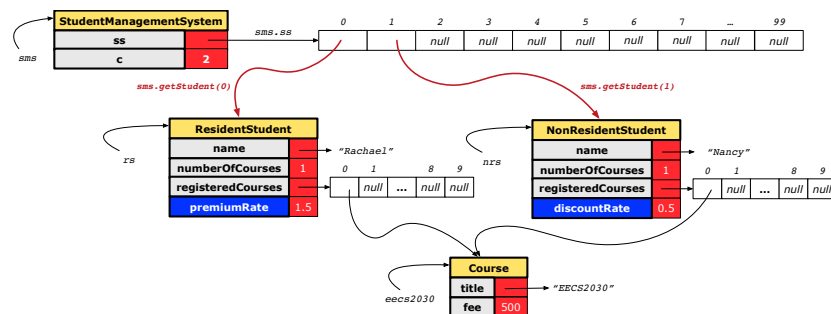 StudentManagementSystem
ss
c 2
sms
sms.ss
0 1 2 3 4 5 6 7 … 99
null null null null null null null null
sms.getStudent(0)
sms.getStudent(1)
ResidentStudent
name
numberOfCourses 1
registeredCourses
premiumRate 1.5
rs
"Rachael"
0 1 8 9
null ... null null
NonResidentStudent
name
numberOfCourses 1
registeredCourses
discountRate 0.5
nrs
"Nancy"
0 1 8 9
null ... null null
Course
title
fee 500
eecs2030
"EECS2030"